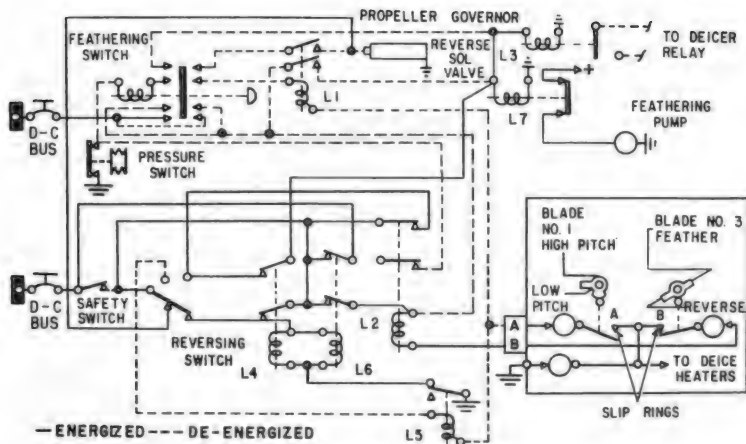 PROPELLER GOVERNOR
FEATHERING
SWITCH
REVERSE
SOL
VALVE
L3
TO DEICER
RELAY
L1
+
L7
D-C
BUS
PRESSURE
SWITCH
FEATHERING
PUMP
BLADE
NO. 1
HIGH PITCH
BLADE NO. 3
FEATHER
LOW
PITCH
A
B
REVERSE
A
B
D-C
BUS
SAFETY
SWITCH
L2
REVERSING
SWITCH
L4
L6
TO DEICE
HEATERS
SLIP RINGS
L5
—ENERGIZED ---DE-ENERGIZED